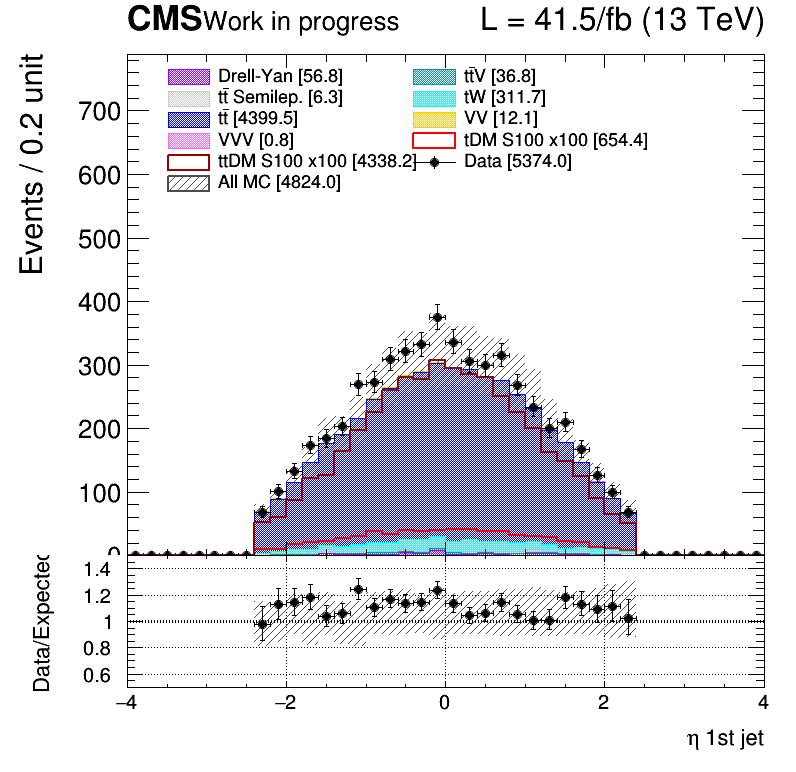 CMS Work in progress L = 41.5/fb (13 TeV)
Events / 0.2 unit
Drell-Yan [56.8] tt̄V [36.8]
tt̄ Semilep. [6.3] tW [311.7]
tt̄ [4399.5] VV [12.1]
VVV [0.8] tDM S100 x100 [654.4]
ttDM S100 x100 [4338.2] Data [5374.0]
All MC [4824.0]
700
600
500
400
300
200
100
0
Data/Expected
1.4
1.2
1
0.8
0.6
−4 −2 0 2 4
η 1st jet